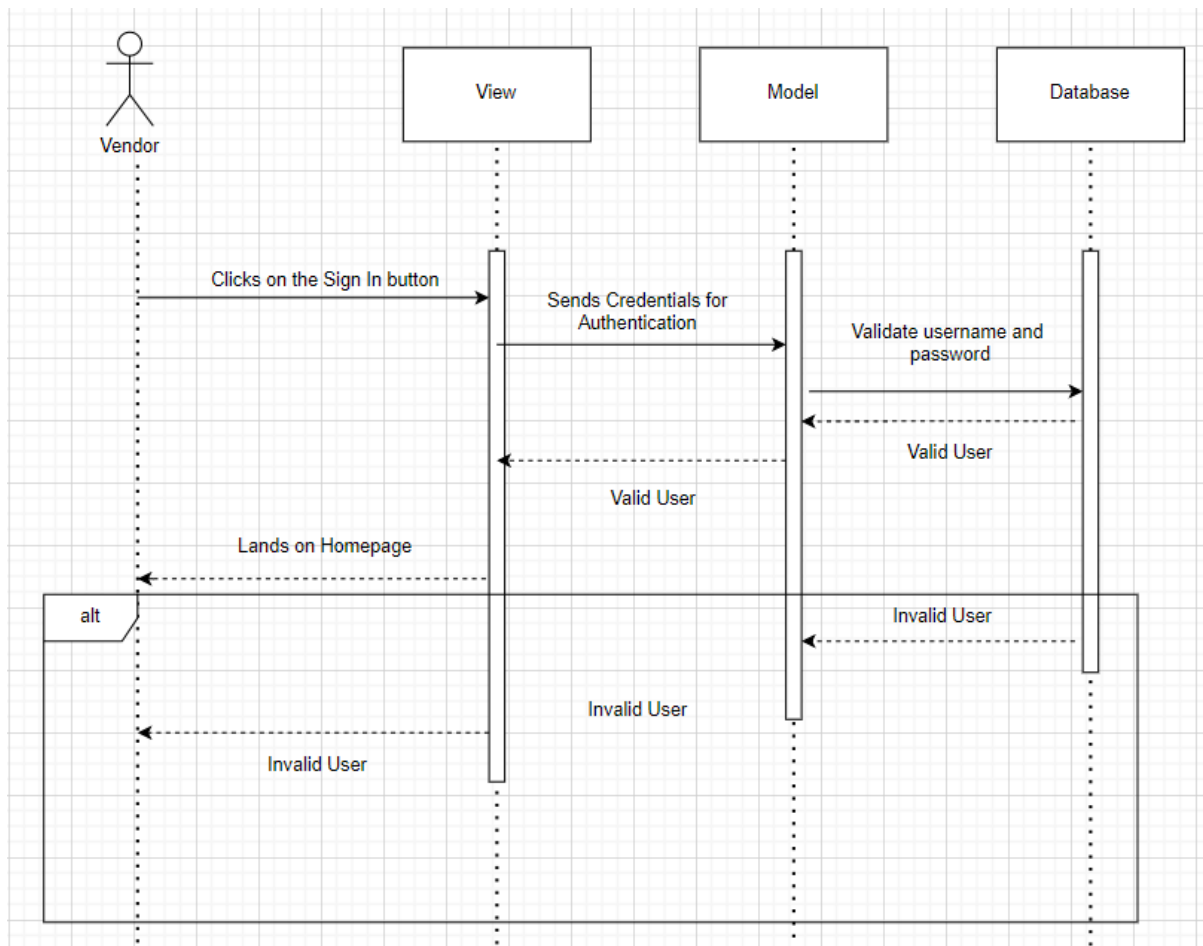 View
Model
Database
Vendor
Clicks on the Sign In button
Sends Credentials for
Authentication
Validate username and
password
Valid User
Valid User
Lands on Homepage
alt
Invalid User
Invalid User
Invalid User